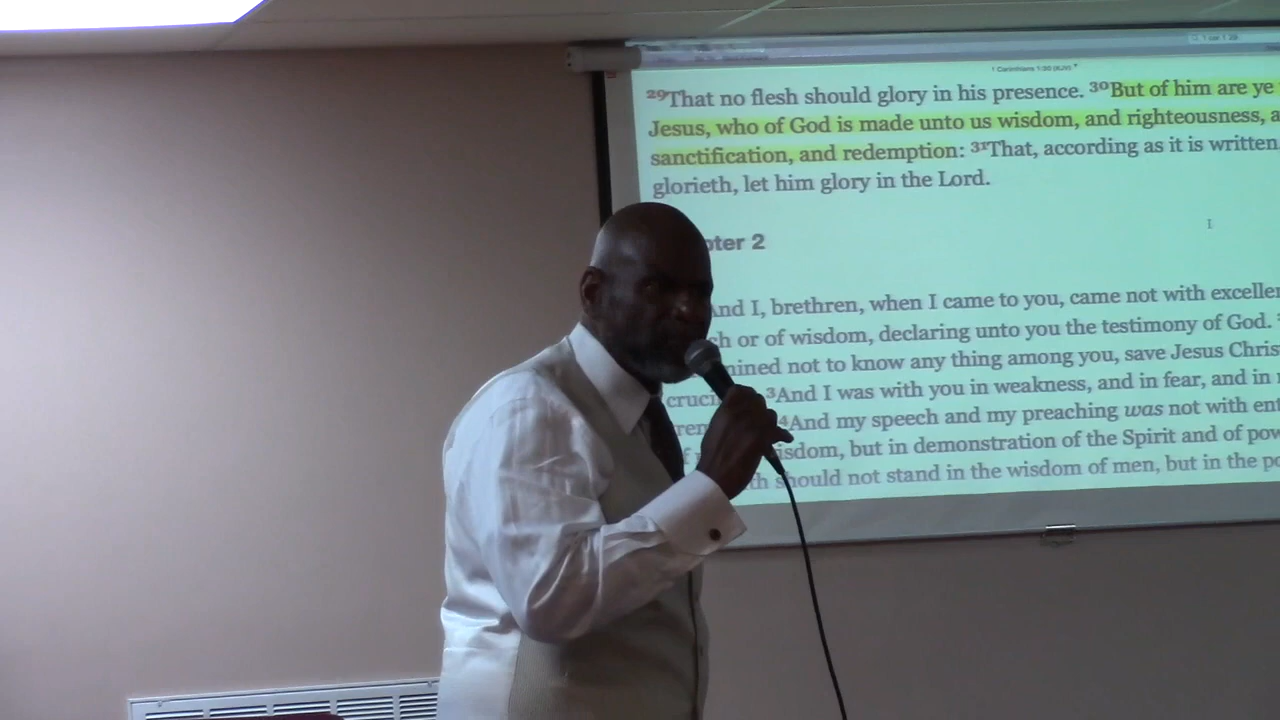 1 Corinthians 1:30 (KJV)
29That no flesh should glory in his presence. 30But of him are ye
Jesus, who of God is made unto us wisdom, and righteousness, a
sanctification, and redemption: 31That, according as it is written
glorieth, let him glory in the Lord.
pter 2
And I, brethren, when I came to you, came not with excellen
ch or of wisdom, declaring unto you the testimony of God.
mined not to know any thing among you, save Jesus Chris
cruci 3And I was with you in weakness, and in fear, and in
4And my speech and my preaching was not with ent
isdom, but in demonstration of the Spirit and of pow
th should not stand in the wisdom of men, but in the po